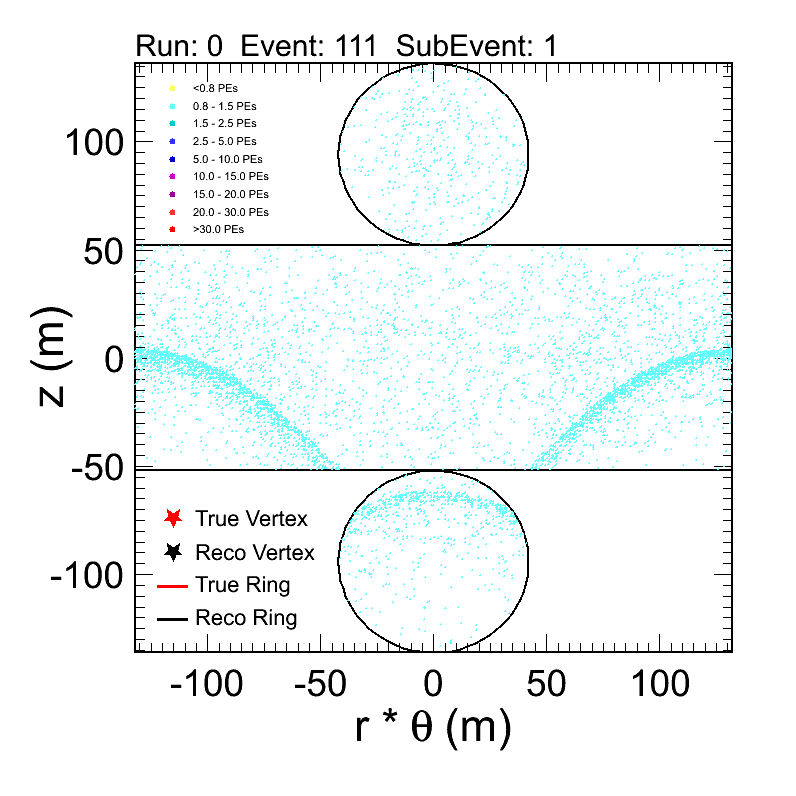 Run: 0  Event: 111  SubEvent: 1
<0.8 PEs
0.8 - 1.5 PEs
1.5 - 2.5 PEs
2.5 - 5.0 PEs
5.0 - 10.0 PEs
10.0 - 15.0 PEs
15.0 - 20.0 PEs
20.0 - 30.0 PEs
>30.0 PEs
100
50
0
-50
-100
z (m)
True Vertex
Reco Vertex
True Ring
Reco Ring
-100 -50 0 50 100
r * θ (m)